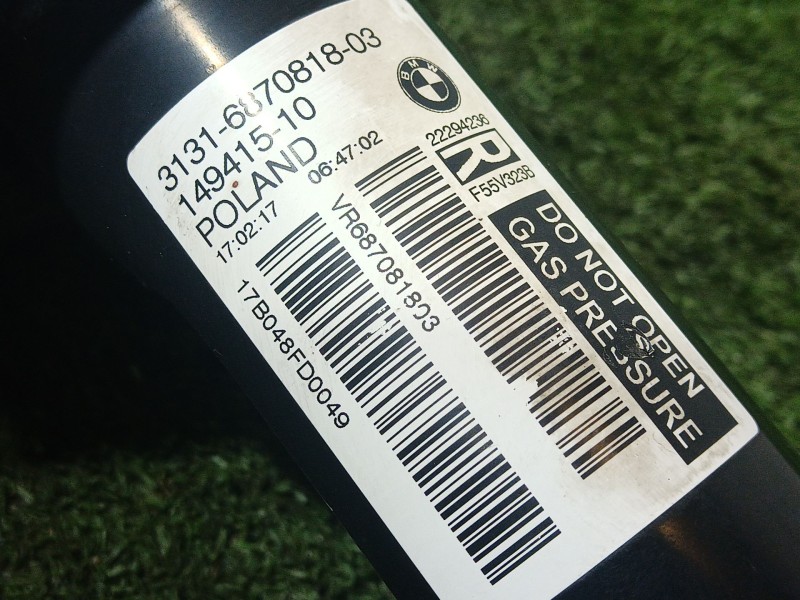 3131-6870818-03
BMW
149415-10
POLAND
17:02:17 06:47:02
22294236
R
F55V323B
VR687081803
17B048FD0049
DO NOT OPEN
GAS PRESSURE